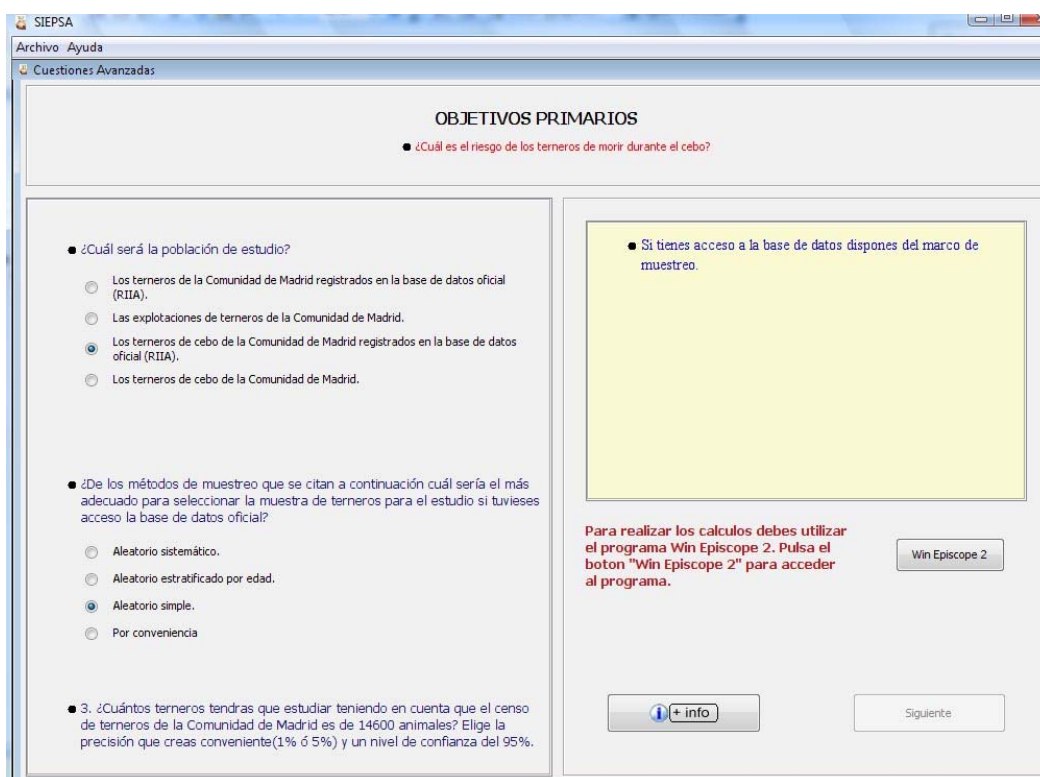 SIEPSA
Archivo Ayuda
Cuestiones Avanzadas
OBJETIVOS PRIMARIOS
¿Cuál es el riesgo de los terneros de morir durante el cebo?
¿Cuál será la población de estudio?
Los terneros de la Comunidad de Madrid registrados en la base de datos oficial
(RIIA).
Las explotaciones de terneros de la Comunidad de Madrid.
Los terneros de cebo de la Comunidad de Madrid registrados en la base de datos
oficial (RIIA).
Los terneros de cebo de la Comunidad de Madrid.
¿De los métodos de muestreo que se citan a continuación cuál sería el más
adecuado para seleccionar la muestra de terneros para el estudio si tuvieses
acceso la base de datos oficial?
Aleatorio sistemático.
Aleatorio estratificado por edad.
Aleatorio simple.
Por conveniencia
3. ¿Cuántos terneros tendras que estudiar teniendo en cuenta que el censo
de terneros de la Comunidad de Madrid es de 14600 animales? Elige la
precisión que creas conveniente(1% ó 5%) y un nivel de confianza del 95%.
Si tienes acceso a la base de datos dispones del marco de
muestreo.
Para realizar los calculos debes utilizar
el programa Win Episcope 2. Pulsa el
boton "Win Episcope 2" para acceder
al programa.
Win Episcope 2
+ info
Siguiente